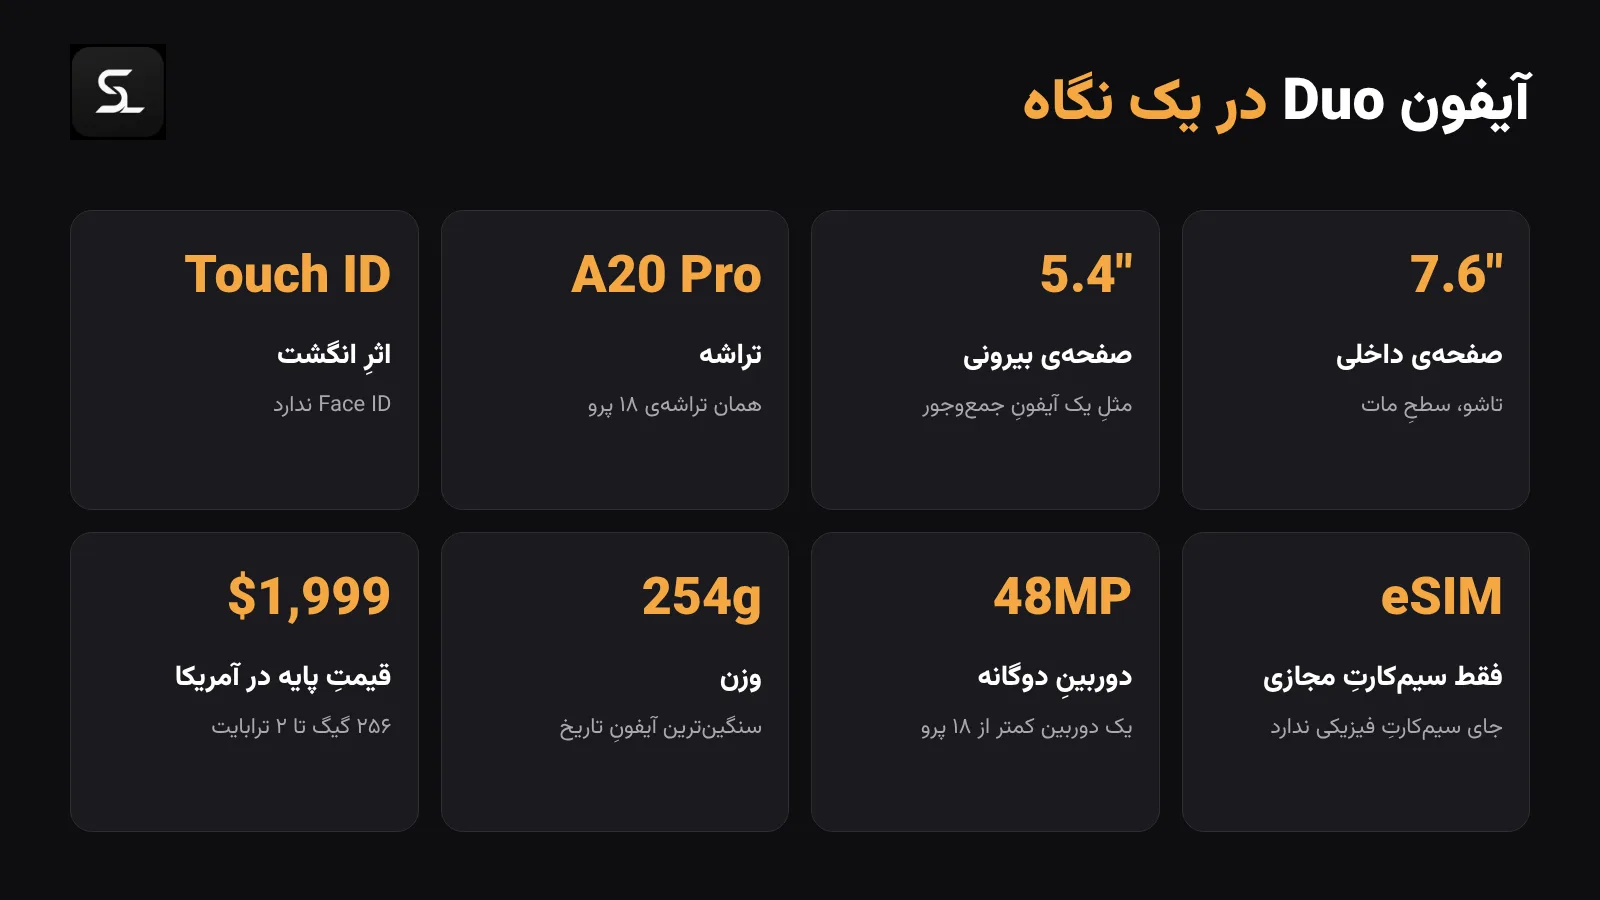 آیفون Duo در یک نگاه
SL
7.6"
صفحه‌ی داخلی
تاشو، سطحِ مات
5.4"
صفحه‌ی بیرونی
مثلِ یک آیفونِ جمع‌وجور
A20 Pro
تراشه
همان تراشه‌ی ۱۸ پرو
Touch ID
اثرِ انگشت
Face ID ندارد
eSIM
فقط سیم‌کارتِ مجازی
جای سیم‌کارتِ فیزیکی ندارد
48MP
دوربینِ دوگانه
یک دوربین کمتر از ۱۸ پرو
254g
وزن
سنگین‌ترین آیفونِ تاریخ
$1,999
قیمتِ پایه در آمریکا
۲۵۶ گیگ تا ۲ ترابایت